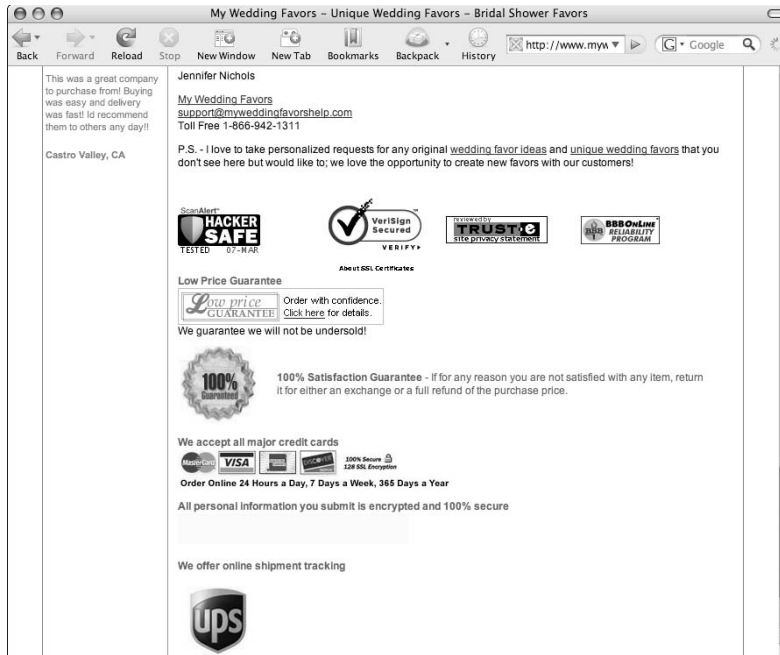 My Wedding Favors – Unique Wedding Favors – Bridal Shower Favors
Back Forward Reload Stop New Window New Tab Bookmarks Backpack History http://www.myw G Google
This was a great company
to purchase from! Buying
was easy and delivery
was fast! Id recommend
them to others any day!!
Castro Valley, CA
Jennifer Nichols
My Wedding Favors
support@myweddingfavorshelp.com
Toll Free 1-866-942-1311
P.S. - I love to take personalized requests for any original wedding favor ideas and unique wedding favors that you
don't see here but would like to; we love the opportunity to create new favors with our customers!
ScanAlert
HACKER
SAFE
TESTED 07-MAR
VeriSign
Secured
VERIFY
About SSL Certificates
reviewed by
TRUST·e
site privacy statement
BBB
BBBONLINE
RELIABILITY
PROGRAM
Low Price Guarantee
Low price
GUARANTEE
Order with confidence.
Click here for details.
We guarantee we will not be undersold!
100%
Guaranteed
100% Satisfaction Guarantee - If for any reason you are not satisfied with any item, return
it for either an exchange or a full refund of the purchase price.
We accept all major credit cards
MasterCard VISA DISCOVER
100% Secure
128 SSL Encryption
Order Online 24 Hours a Day, 7 Days a Week, 365 Days a Year
All personal information you submit is encrypted and 100% secure
We offer online shipment tracking
ups